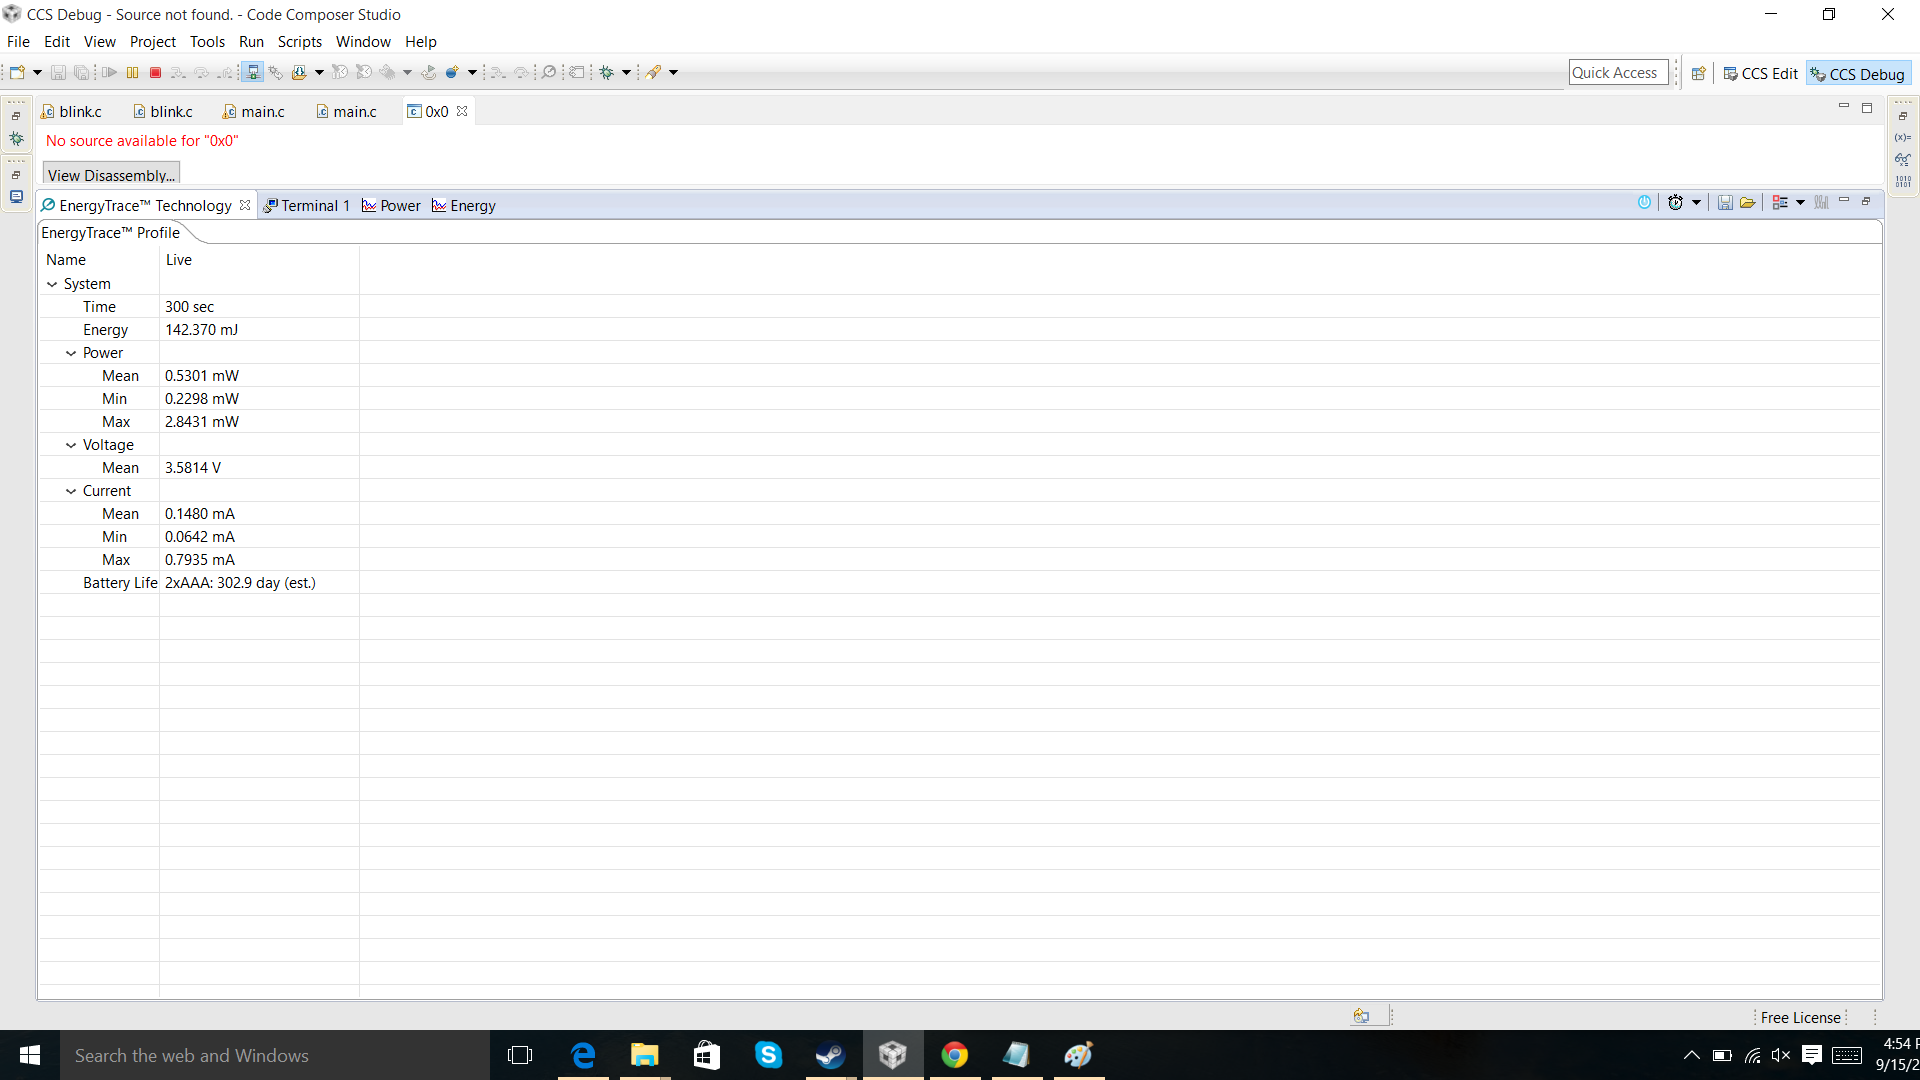 CCS Debug - Source not found. - Code Composer Studio
File Edit View Project Tools Run Scripts Window Help
Quick Access CCS Edit CCS Debug
blink.c blink.c main.c main.c 0x0
No source available for "0x0"
View Disassembly...
EnergyTrace™ Technology Terminal 1 Power Energy
EnergyTrace™ Profile
Name Live
System
Time 300 sec
Energy 142.370 mJ
Power
Mean 0.5301 mW
Min 0.2298 mW
Max 2.8431 mW
Voltage
Mean 3.5814 V
Current
Mean 0.1480 mA
Min 0.0642 mA
Max 0.7935 mA
Battery Life 2xAAA: 302.9 day (est.)
Free License
Search the web and Windows
4:54 P
9/15/2